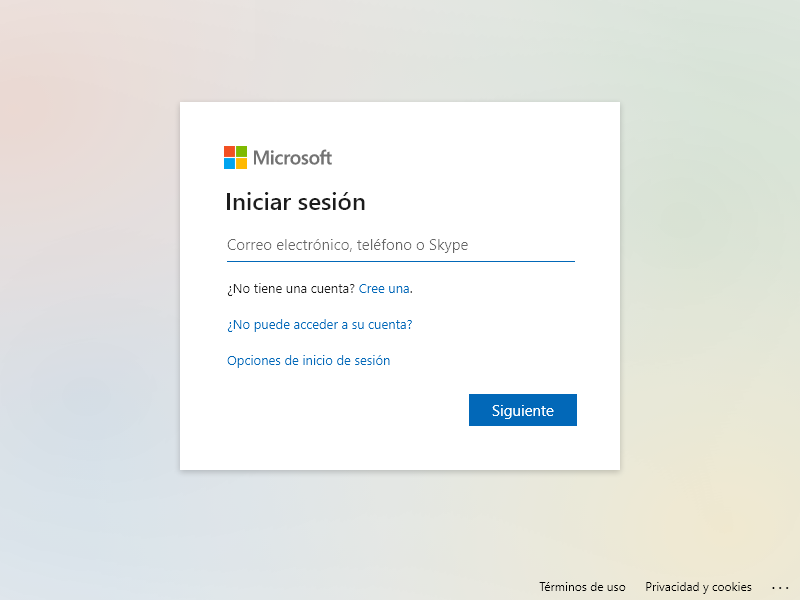 Microsoft
Iniciar sesión
Correo electrónico, teléfono o Skype
¿No tiene una cuenta? Cree una.
¿No puede acceder a su cuenta?
Opciones de inicio de sesión
Siguiente
Términos de uso Privacidad y cookies ...